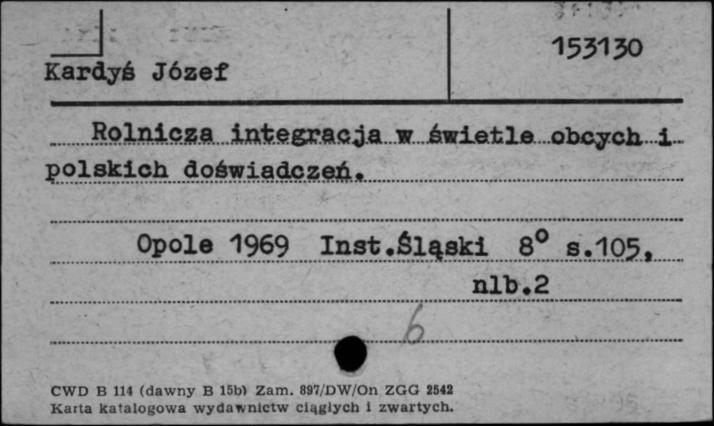 153130
Kardyś Józef
Rolnicza integracja w świetle obcych i
polskich doświadczeń.
Opole 1969 Inst.Śląski 8° s.105,
nlb.2
6
CWD B 114 (dawny B 15b) Zam. 897/DW/On ZGG 2542
Karta katalogowa wydawnictw ciągłych i zwartych.